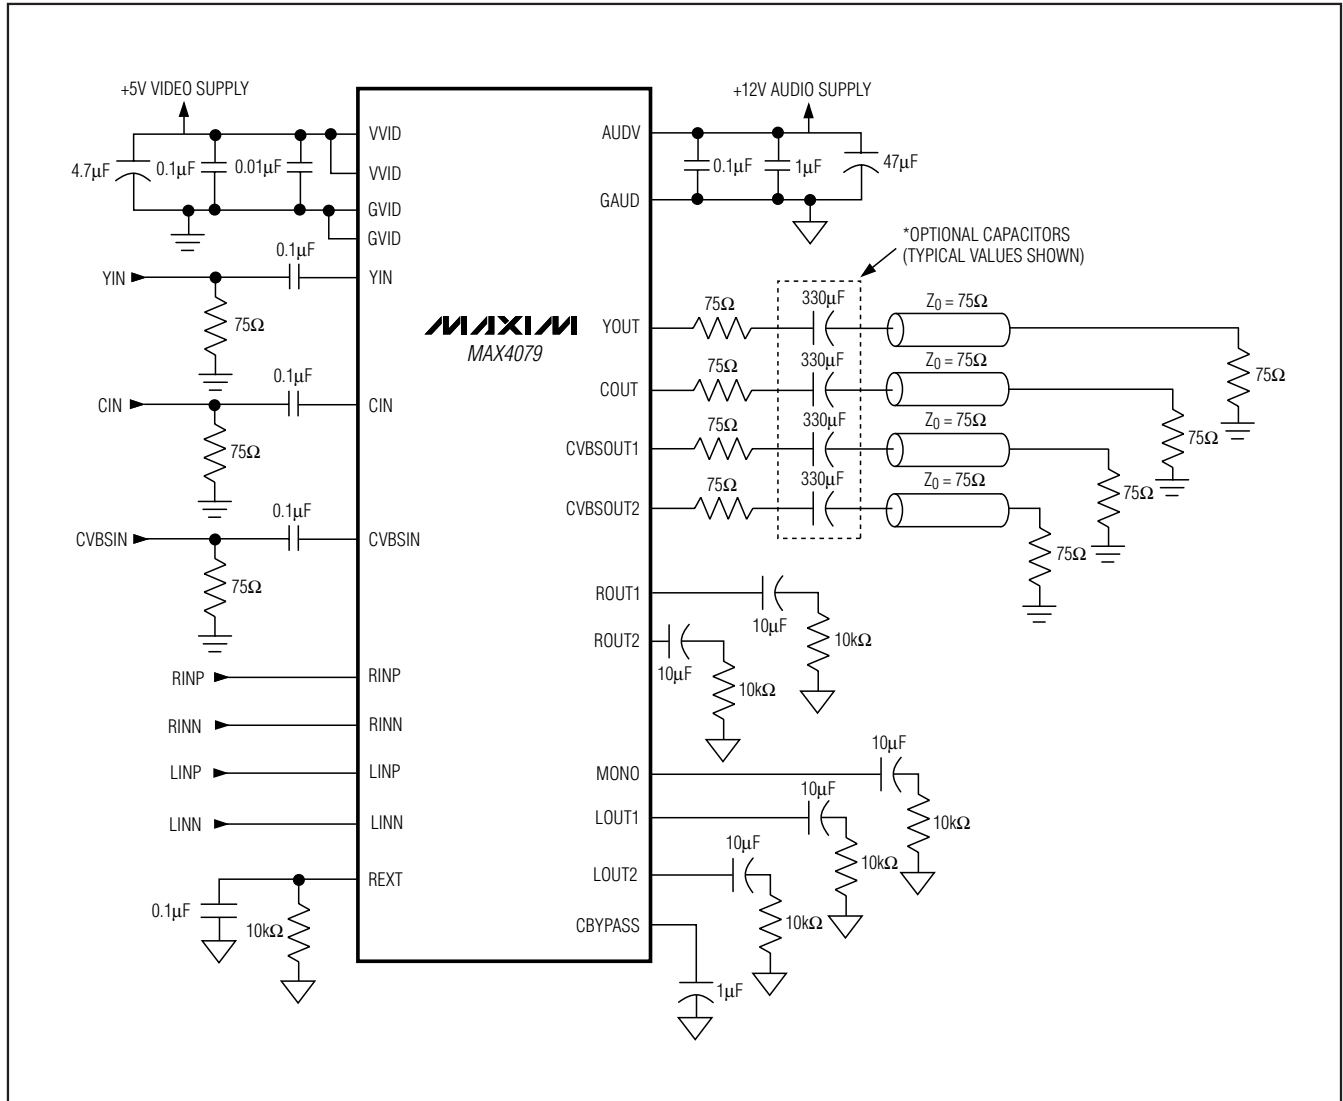 +5V VIDEO SUPPLY
4.7µF
0.1µF
0.01µF
VVID
VVID
GVID
GVID
0.1µF
YIN
YIN
75Ω
0.1µF
CIN
CIN
75Ω
0.1µF
CVBSIN
CVBSIN
75Ω
RINP
RINP
RINN
RINN
LINP
LINP
LINN
LINN
REXT
0.1µF
10kΩ
MAXIM
MAX4079
+12V AUDIO SUPPLY
AUDV
0.1µF
1µF
47µF
GAUD
*OPTIONAL CAPACITORS
(TYPICAL VALUES SHOWN)
YOUT
75Ω
330µF
Z0 = 75Ω
75Ω
COUT
75Ω
330µF
Z0 = 75Ω
75Ω
CVBSOUT1
75Ω
330µF
Z0 = 75Ω
75Ω
CVBSOUT2
75Ω
330µF
Z0 = 75Ω
75Ω
ROUT1
10µF
10kΩ
ROUT2
10µF
10kΩ
MONO
10µF
10kΩ
LOUT1
10µF
10kΩ
LOUT2
10µF
10kΩ
CBYPASS
1µF